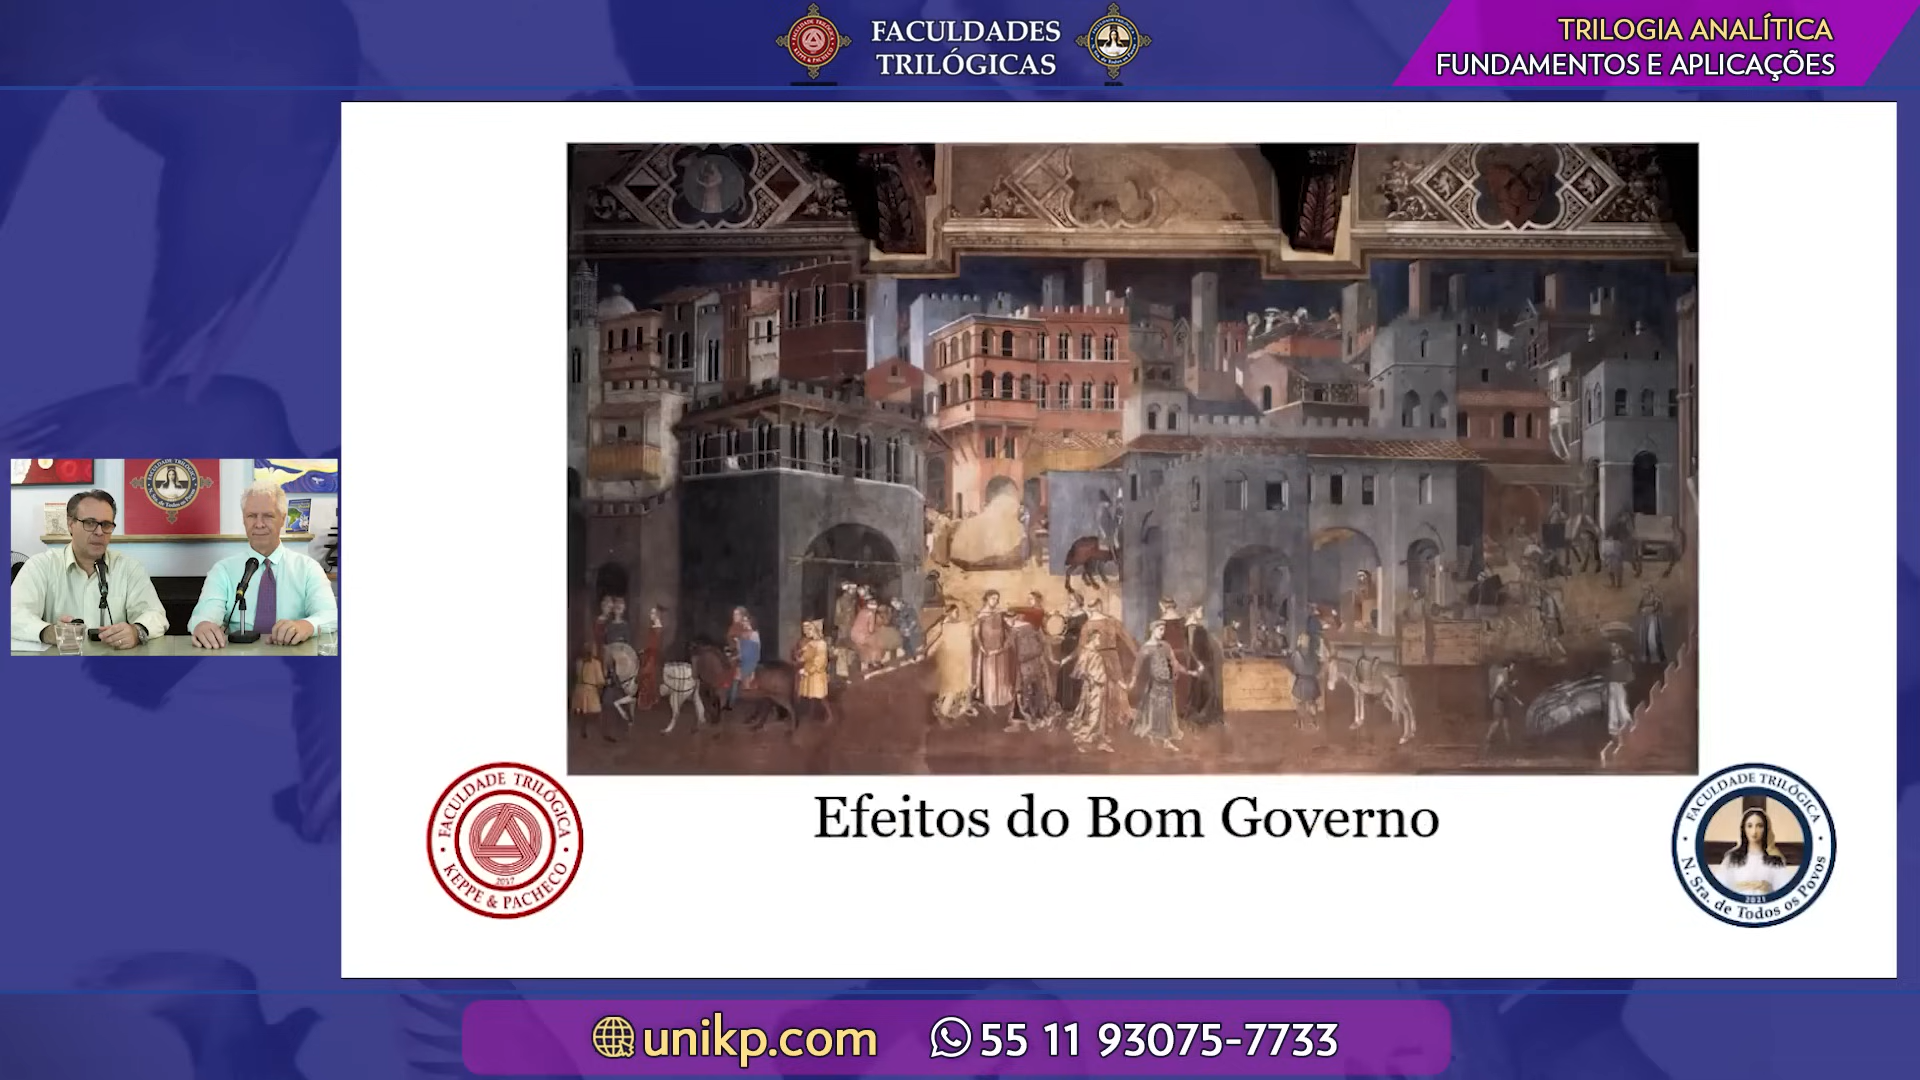 FACULDADES
TRILÓGICAS
TRILOGIA ANALÍTICA
FUNDAMENTOS E APLICAÇÕES
Efeitos do Bom Governo
FACULDADE TRILÓGICA
KEPPE & PACHECO
2017
FACULDADE TRILÓGICA
N. Sra. de Todos os Povos
2021
unikp.com
55 11 93075-7733